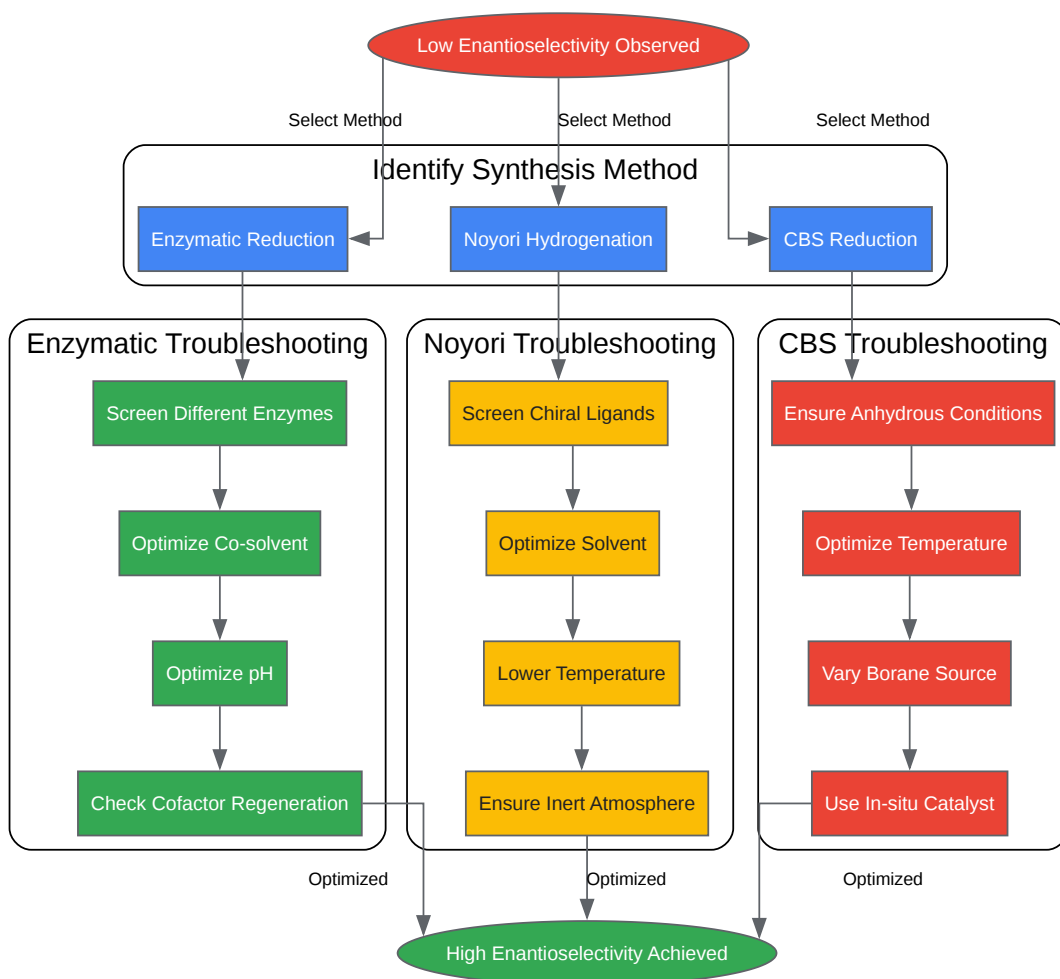 Low Enantioselectivity Observed
Select Method
Select Method
Select Method
Identify Synthesis Method
Enzymatic Reduction
Noyori Hydrogenation
CBS Reduction
Enzymatic Troubleshooting
Noyori Troubleshooting
CBS Troubleshooting
Screen Different Enzymes
Screen Chiral Ligands
Ensure Anhydrous Conditions
Optimize Co-solvent
Optimize Solvent
Optimize Temperature
Optimize pH
Lower Temperature
Vary Borane Source
Check Cofactor Regeneration
Ensure Inert Atmosphere
Use In-situ Catalyst
Optimized
Optimized
Optimized
High Enantioselectivity Achieved